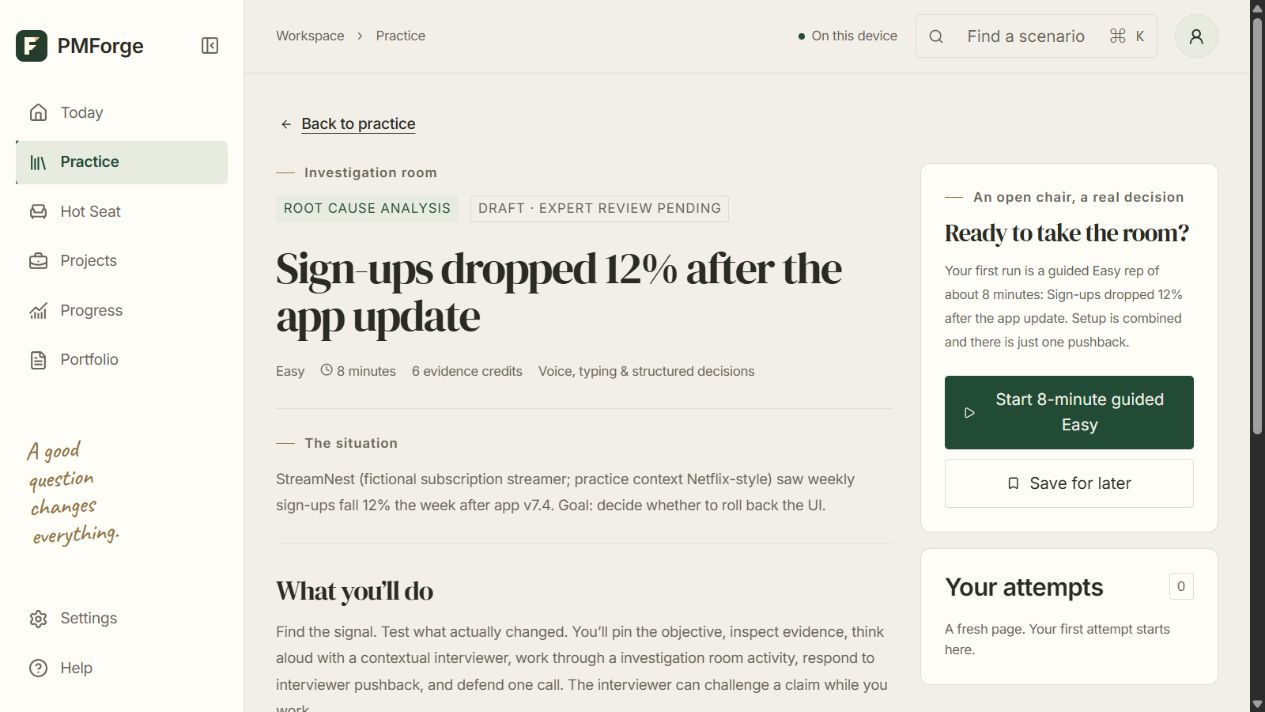 PMForge
Today
Practice
Hot Seat
Projects
Progress
Portfolio
A good
question
changes
everything.
Settings
Help
Workspace > Practice
On this device
Find a scenario ⌘ K
← Back to practice
Investigation room
ROOT CAUSE ANALYSIS
DRAFT · EXPERT REVIEW PENDING
Sign-ups dropped 12% after the
app update
Easy 8 minutes 6 evidence credits Voice, typing & structured decisions
The situation
StreamNest (fictional subscription streamer; practice context Netflix-style) saw weekly
sign-ups fall 12% the week after app v7.4. Goal: decide whether to roll back the UI.
What you’ll do
Find the signal. Test what actually changed. You’ll pin the objective, inspect evidence, think
aloud with a contextual interviewer, work through a investigation room activity, respond to
interviewer pushback, and defend one call. The interviewer can challenge a claim while you
work.
An open chair, a real decision
Ready to take the room?
Your first run is a guided Easy rep of
about 8 minutes: Sign-ups dropped 12%
after the app update. Setup is combined
and there is just one pushback.
Start 8-minute guided
Easy
Save for later
Your attempts 0
A fresh page. Your first attempt starts
here.